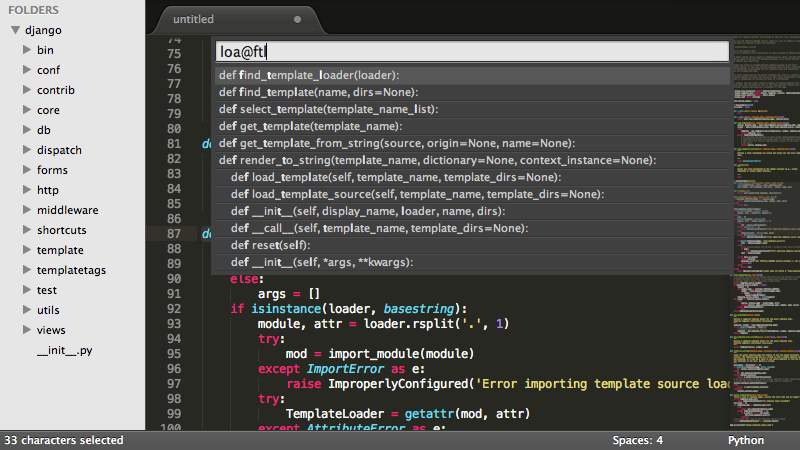 FOLDERS
django
bin
conf
contrib
core
db
dispatch
forms
http
middleware
shortcuts
template
templatetags
test
utils
views
__init__.py
untitled
loa@ftl
def find_template_loader(loader):
def find_template(name, dirs=None):
def select_template(template_name_list):
def get_template(template_name):
def get_template_from_string(source, origin=None, name=None):
def render_to_string(template_name, dictionary=None, context_instance=None):
def load_template(self, template_name, template_dirs=None):
def load_template_source(self, template_name, template_dirs=None):
def __init__(self, display_name, loader, name, dirs):
def __call__(self, template_name, template_dirs=None):
def reset(self):
def __init__(self, *args, **kwargs):
74
75
76
77
78
79
80
81 de
82
83
84
85
86
87 de
88
89
90 else:
91 args = []
92 if isinstance(loader, basestring):
93 module, attr = loader.rsplit('.', 1)
94 try:
95 mod = import_module(module)
96 except ImportError as e:
97 raise ImproperlyConfigured('Error importing template source load
98 try:
99 TemplateLoader = getattr(mod, attr)
100 except AttributeError as e:
33 characters selected
Spaces: 4
Python